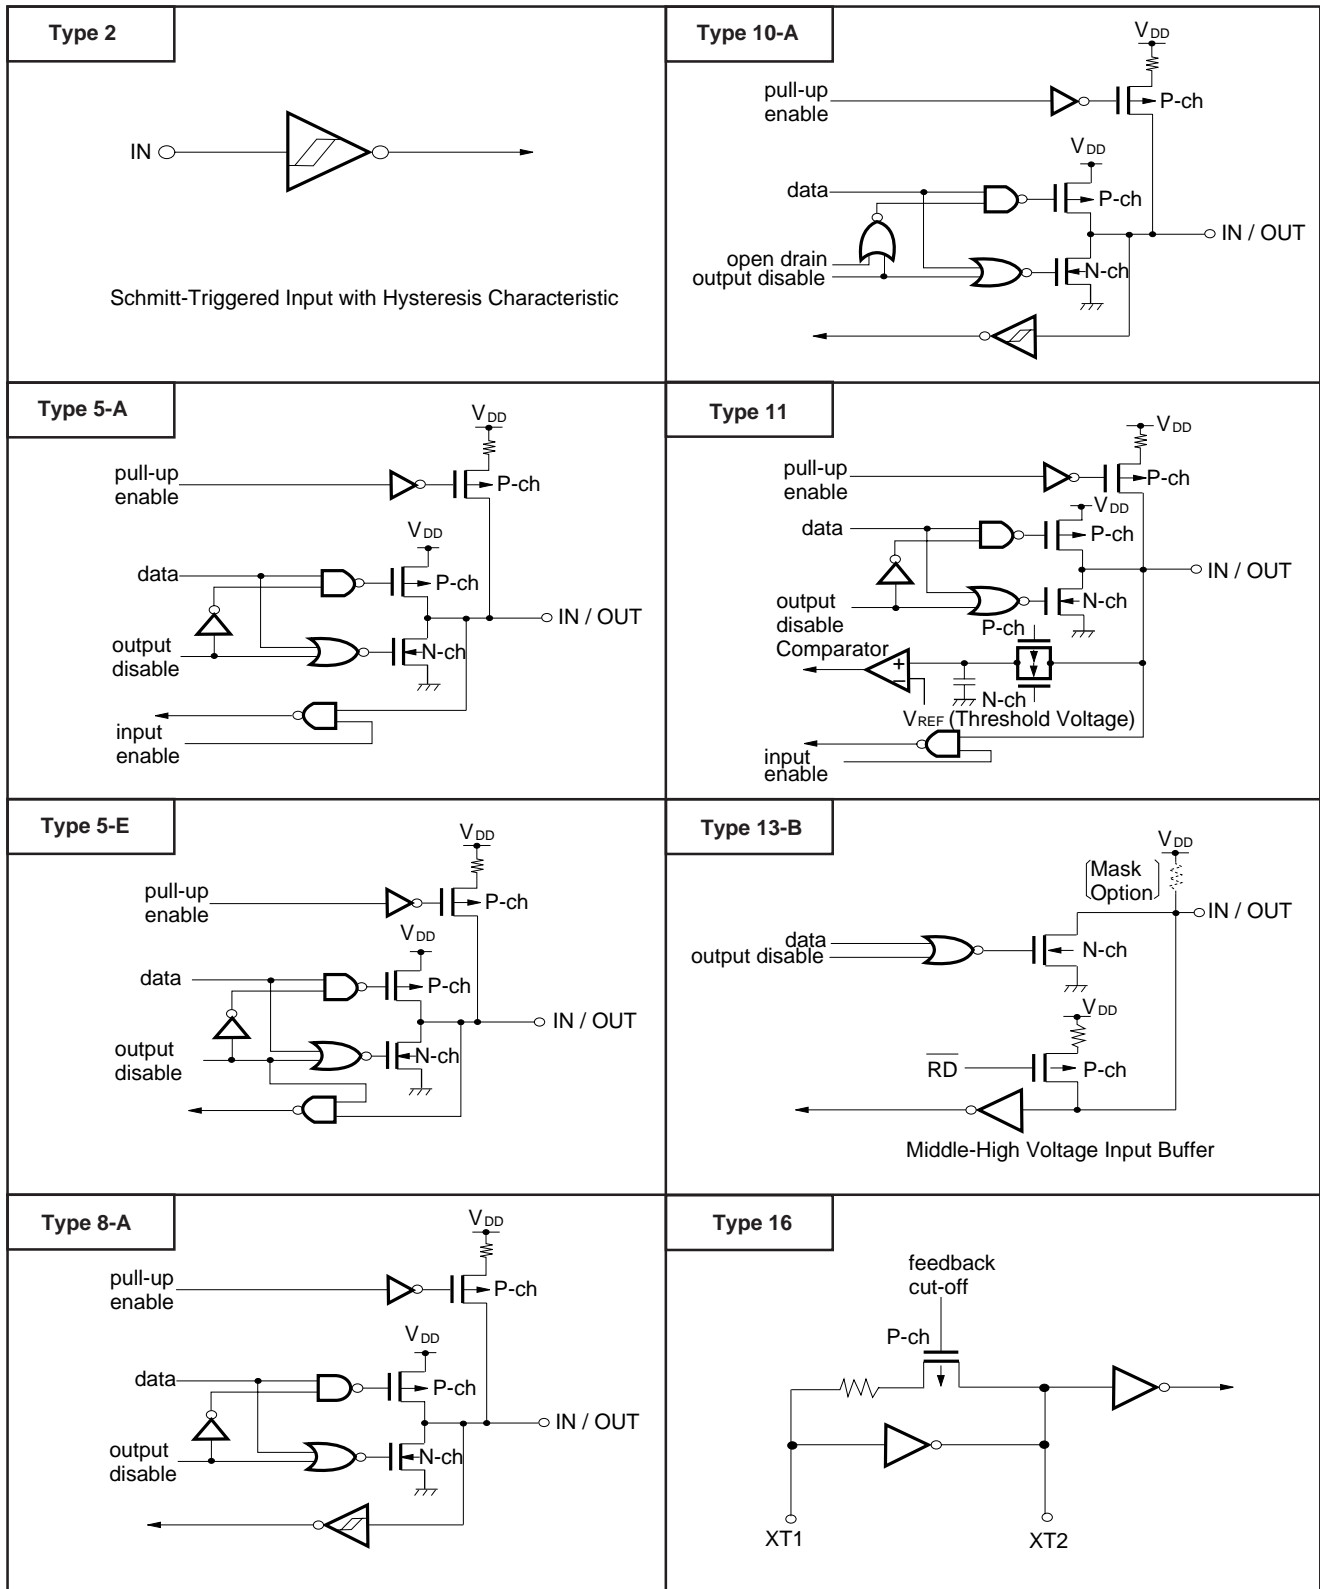 Type 2
IN
Schmitt-Triggered Input with Hysteresis Characteristic
Type 5-A
VDD
pull-up
enable
P-ch
VDD
data
P-ch
IN / OUT
output
disable
N-ch
input
enable
Type 5-E
VDD
pull-up
enable
P-ch
VDD
data
P-ch
IN / OUT
output
disable
N-ch
Type 8-A
VDD
pull-up
enable
P-ch
VDD
data
P-ch
IN / OUT
output
disable
N-ch
Type 10-A
VDD
pull-up
enable
P-ch
VDD
data
P-ch
IN / OUT
open drain
output disable
N-ch
Type 11
VDD
pull-up
enable
P-ch
VDD
data
P-ch
IN / OUT
output
disable
N-ch
P-ch
Comparator
+
−
N-ch
VREF (Threshold Voltage)
input
enable
Type 13-B
VDD
Mask
Option
IN / OUT
data
output disable
N-ch
VDD
RD
P-ch
Middle-High Voltage Input Buffer
Type 16
feedback
cut-off
P-ch
XT1
XT2